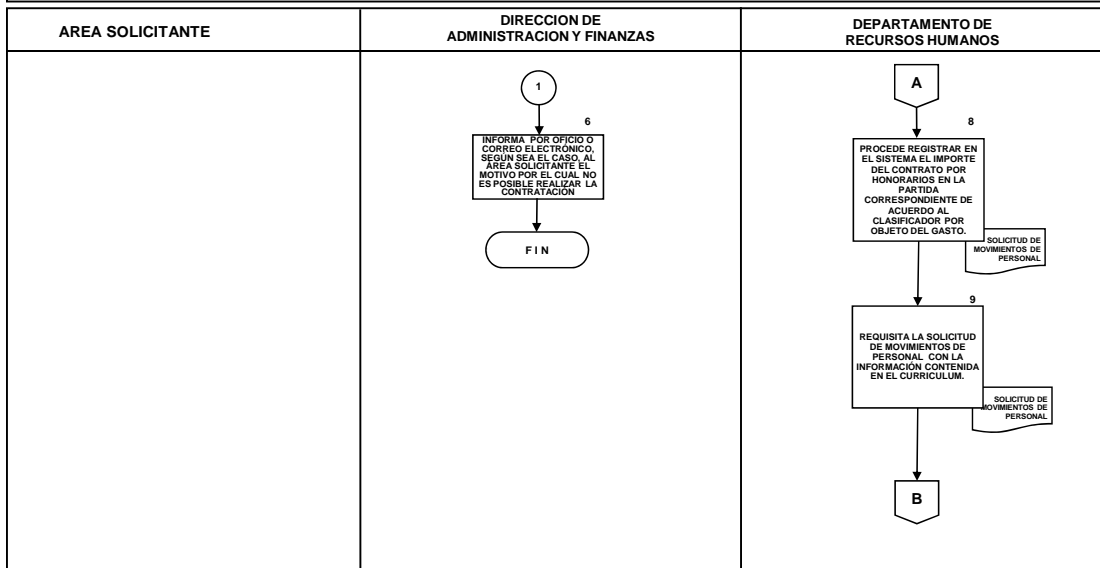 AREA SOLICITANTE
DIRECCION DE
ADMINISTRACION Y FINANZAS
DEPARTAMENTO DE
RECURSOS HUMANOS
1
6
INFORMA POR OFICIO O
CORREO ELECTRÓNICO,
SEGÚN SEA EL CASO, AL
ÁREA SOLICITANTE EL
MOTIVO POR EL CUAL NO
ES POSIBLE REALIZAR LA
CONTRATACIÓN
F I N
A
8
PROCEDE REGISTRAR EN
EL SISTEMA EL IMPORTE
DEL CONTRATO POR
HONORARIOS EN LA
PARTIDA
CORRESPONDIENTE DE
ACUERDO AL
CLASIFICADOR POR
OBJETO DEL GASTO.
SOLICITUD DE
MOVIMIENTOS DE
PERSONAL
9
REQUISITA LA SOLICITUD
DE MOVIMIENTOS DE
PERSONAL CON LA
INFORMACIÓN CONTENIDA
EN EL CURRICULUM.
SOLICITUD DE
MOVIMIENTOS DE
PERSONAL
B